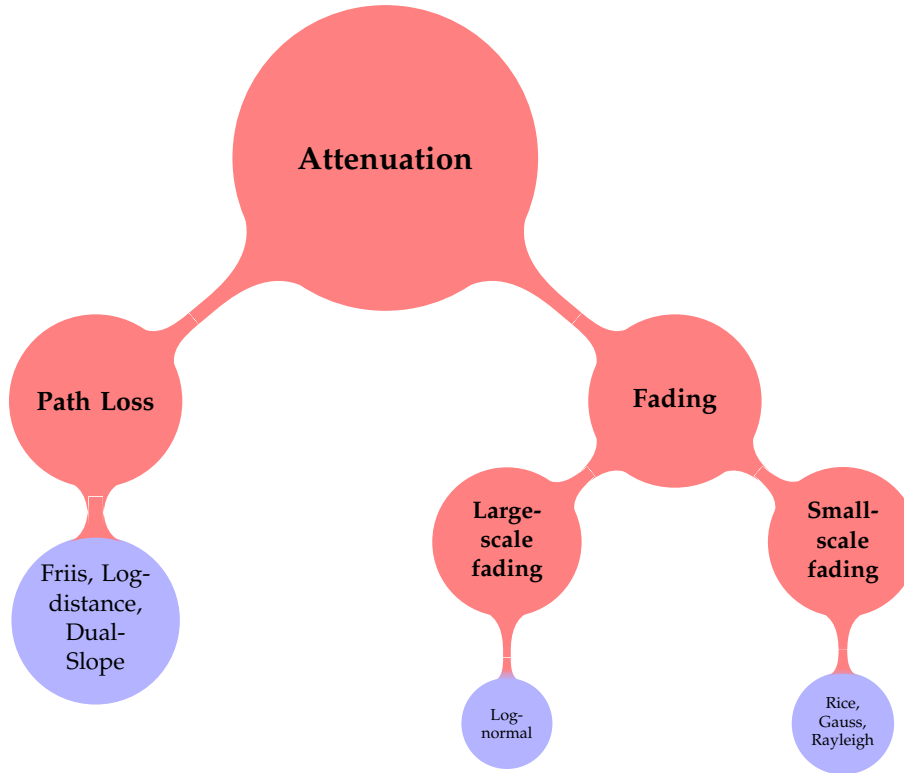 Attenuation
Path Loss
Fading
Large-
scale
fading
Small-
scale
fading
Friis, Log-
distance,
Dual-
Slope
Log-
normal
Rice,
Gauss,
Rayleigh